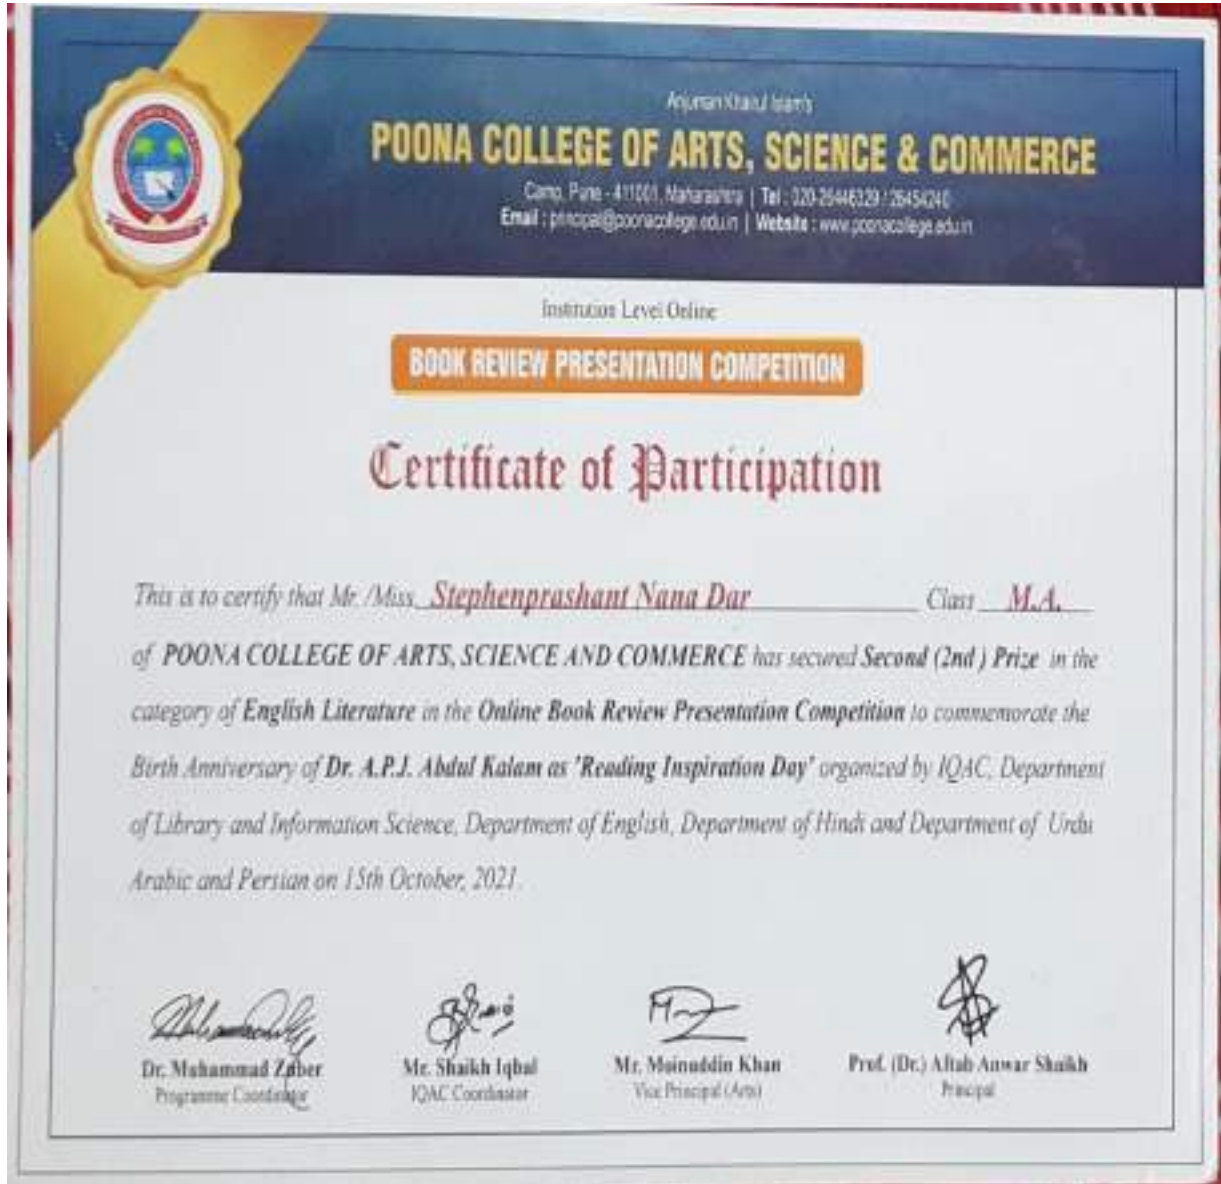 Anjuman Khairul Islam's
POONA COLLEGE OF ARTS, SCIENCE & COMMERCE
Camp, Pune - 411001, Maharashtra | Tel : 020-26446329 / 26454240
Email : principal@poonacollege.edu.in | Website : www.poonacollege.edu.in
Institution Level Online
BOOK REVIEW PRESENTATION COMPETITION
Certificate of Participation
This is to certify that Mr./Miss Stephenprashant Nana Dar Class M.A.
of POONA COLLEGE OF ARTS, SCIENCE AND COMMERCE has secured Second (2nd ) Prize in the
category of English Literature in the Online Book Review Presentation Competition to commemorate the
Birth Anniversary of Dr. A.P.J. Abdul Kalam as 'Reading Inspiration Day' organized by IQAC, Department
of Library and Information Science, Department of English, Department of Hindi and Department of Urdu
Arabic and Persian on 15th October, 2021.
Dr. Muhammad Zuber Mr. Shaikh Iqbal Mr. Moinuddin Khan Prof. (Dr.) Aftab Anwar Shaikh
Programme Coordinator IQAC Coordinator Vice Principal (Arts) Principal